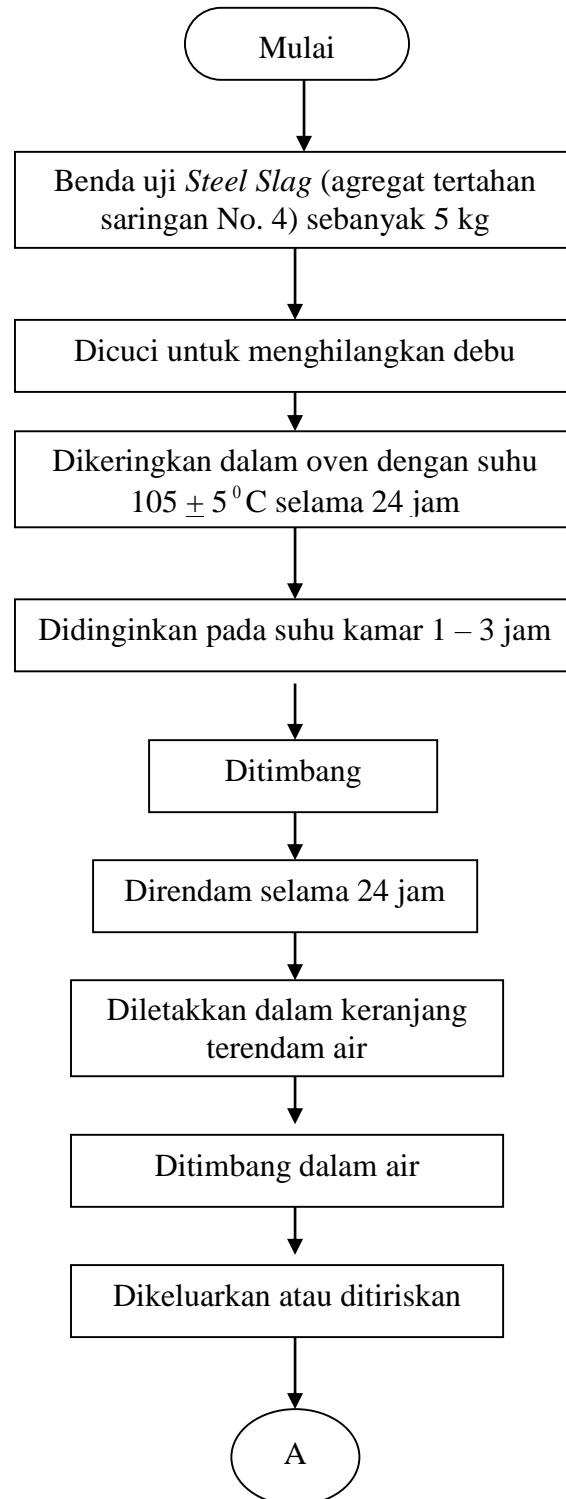 Mulai
Benda uji Steel Slag (agregat tertahan
saringan No. 4) sebanyak 5 kg
Dicuci untuk menghilangkan debu
Dikeringkan dalam oven dengan suhu
105 ± 5 ⁰ C selama 24 jam
Didinginkan pada suhu kamar 1 – 3 jam
Ditimbang
Direndam selama 24 jam
Diletakkan dalam keranjang
terendam air
Ditimbang dalam air
Dikeluarkan atau ditiriskan
A